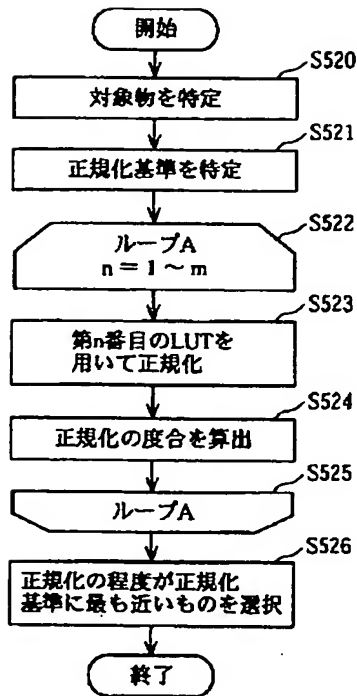 開始
S520
対象物を特定
S521
正規化基準を特定
S522
ループA
n = 1 ~ m
S523
第n番目のLUTを
用いて正規化
S524
正規化の度合を算出
S525
ループA
S526
正規化の程度が正規化
基準に最も近いものを選択
終了